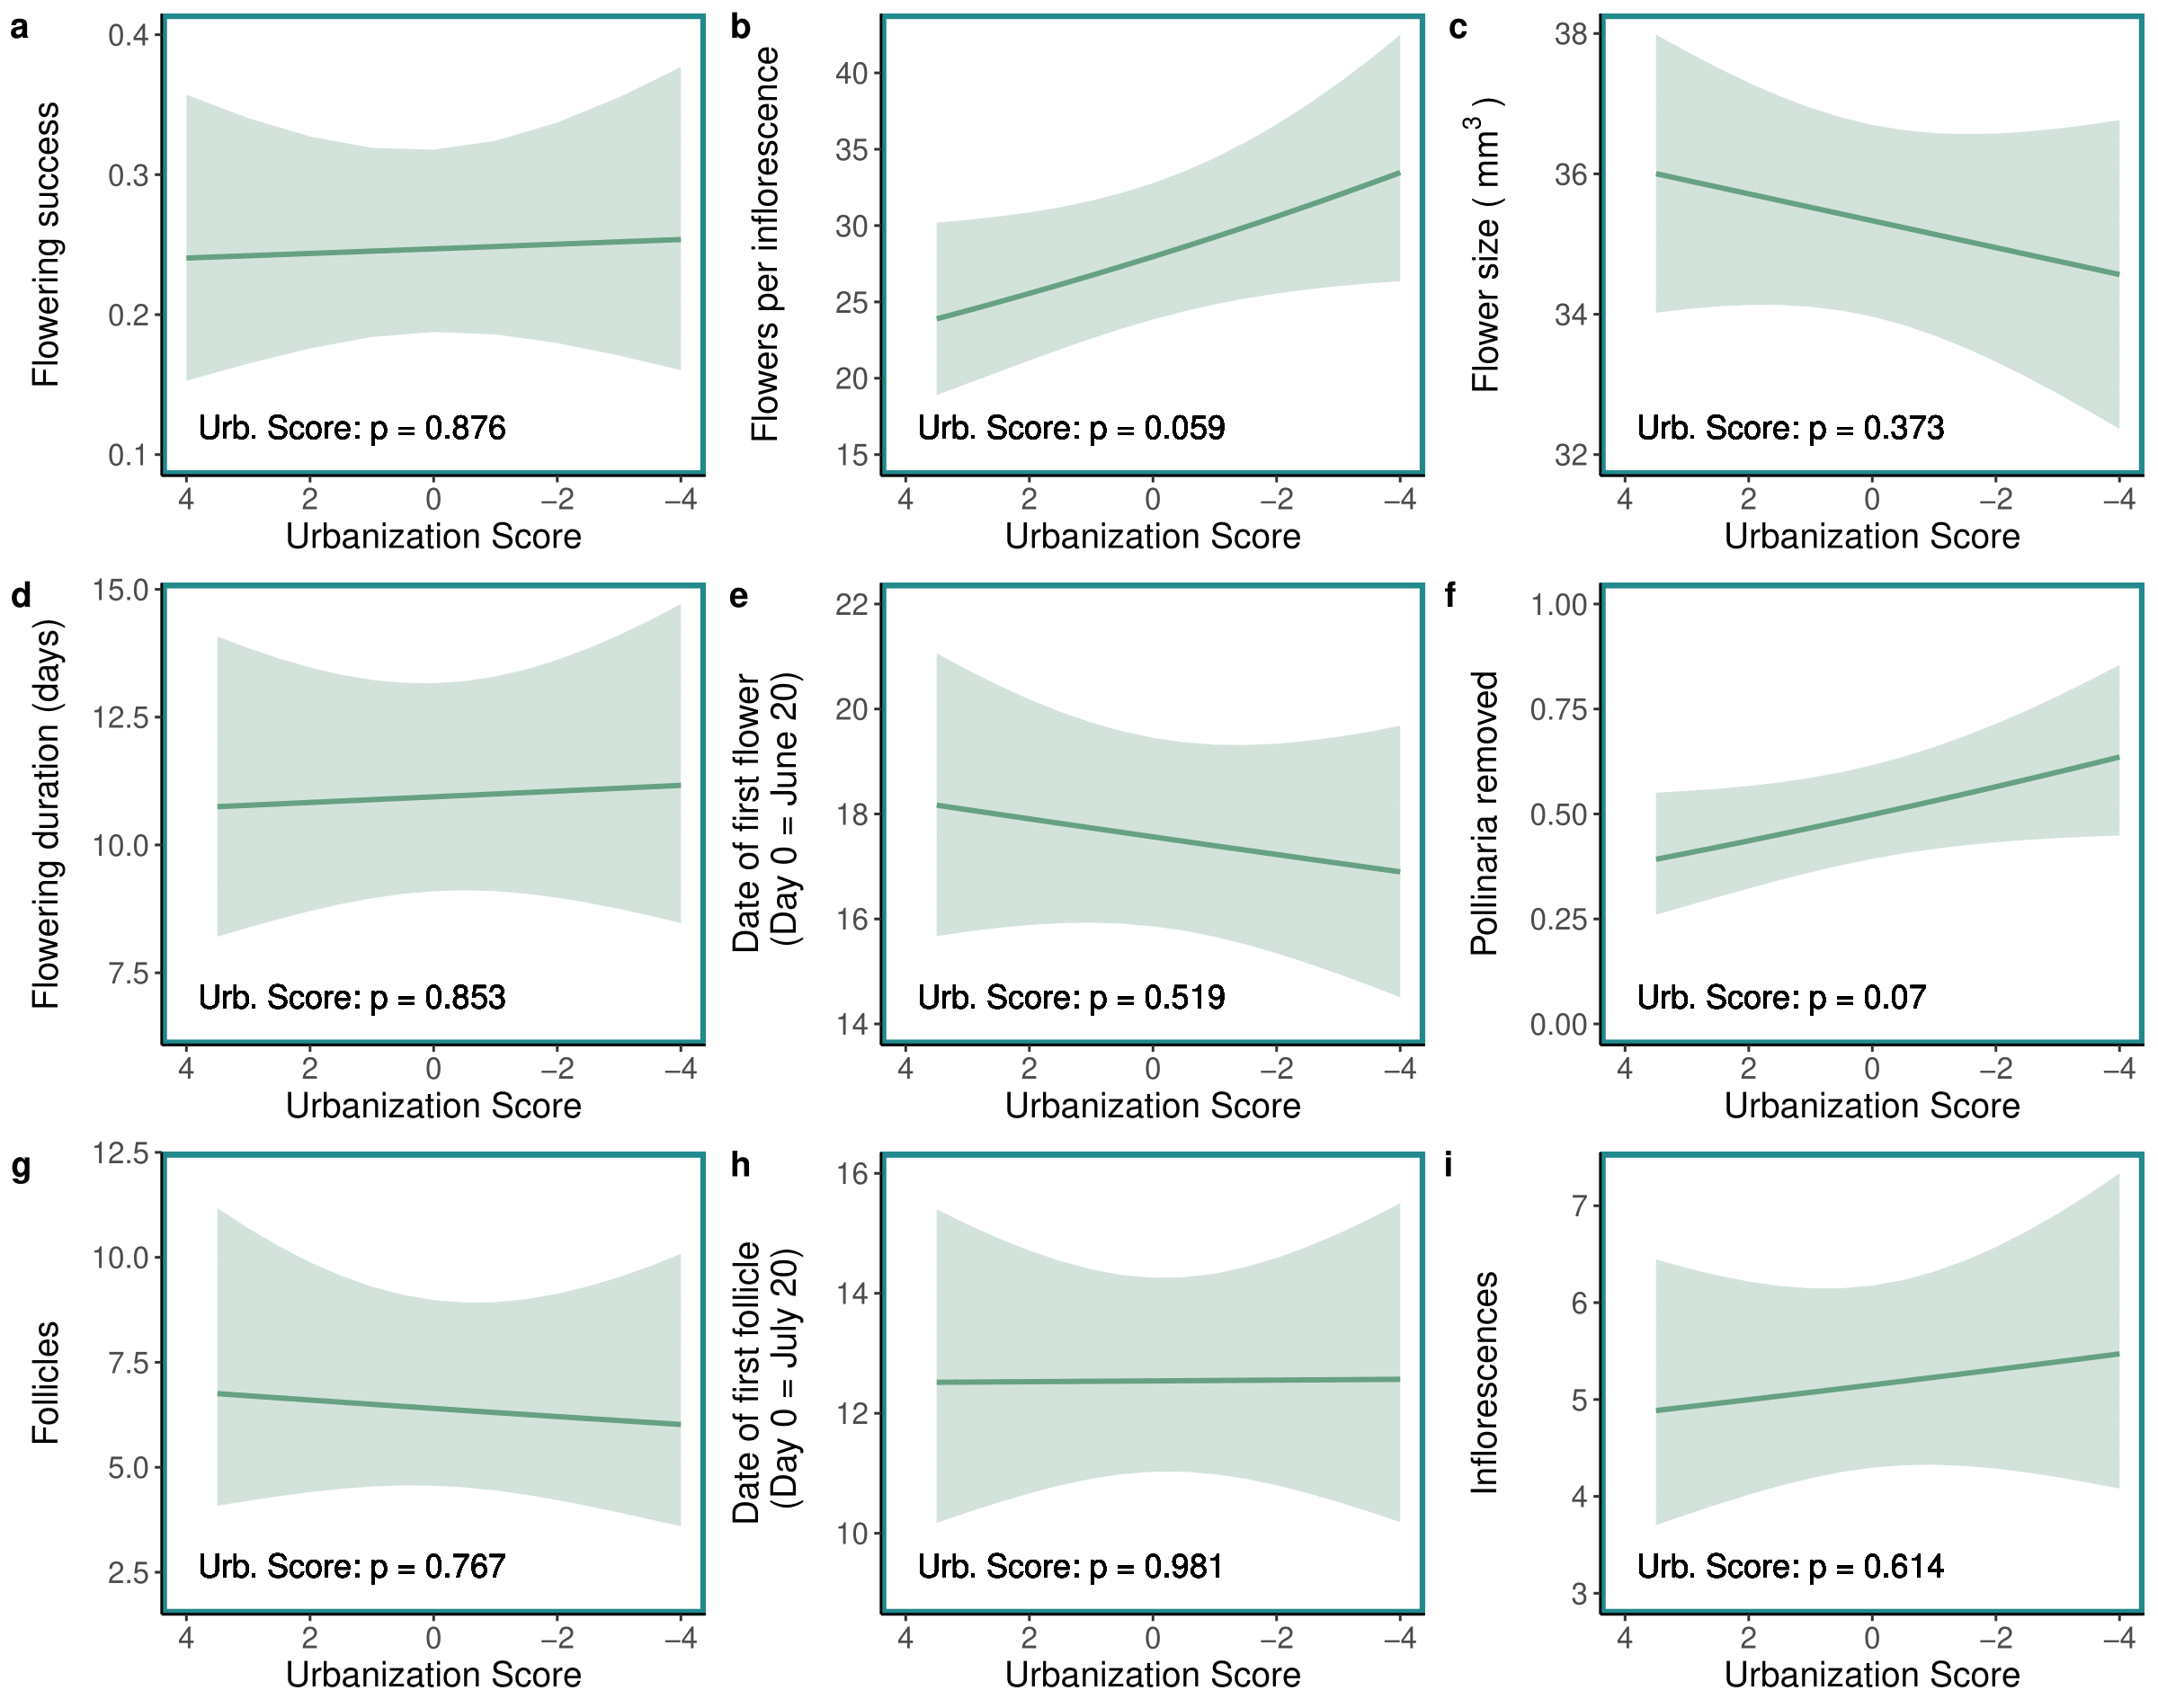 a
Flowering success
0.4
0.3
0.2
0.1
Urb. Score: p = 0.876
4 2 0 −2 −4
Urbanization Score
b
Flowers per inflorescence
40
35
30
25
20
15
Urb. Score: p = 0.059
4 2 0 −2 −4
Urbanization Score
c
Flower size ( mm³ )
38
36
34
32
Urb. Score: p = 0.373
4 2 0 −2 −4
Urbanization Score
d
Flowering duration (days)
15.0
12.5
10.0
7.5
Urb. Score: p = 0.853
4 2 0 −2 −4
Urbanization Score
e
Date of first flower
(Day 0 = June 20)
22
20
18
16
14
Urb. Score: p = 0.519
4 2 0 −2 −4
Urbanization Score
f
Pollinaria removed
1.00
0.75
0.50
0.25
0.00
Urb. Score: p = 0.07
4 2 0 −2 −4
Urbanization Score
g
Follicles
12.5
10.0
7.5
5.0
2.5
Urb. Score: p = 0.767
4 2 0 −2 −4
Urbanization Score
h
Date of first follicle
(Day 0 = July 20)
16
14
12
10
Urb. Score: p = 0.981
4 2 0 −2 −4
Urbanization Score
i
Inflorescences
7
6
5
4
3
Urb. Score: p = 0.614
4 2 0 −2 −4
Urbanization Score